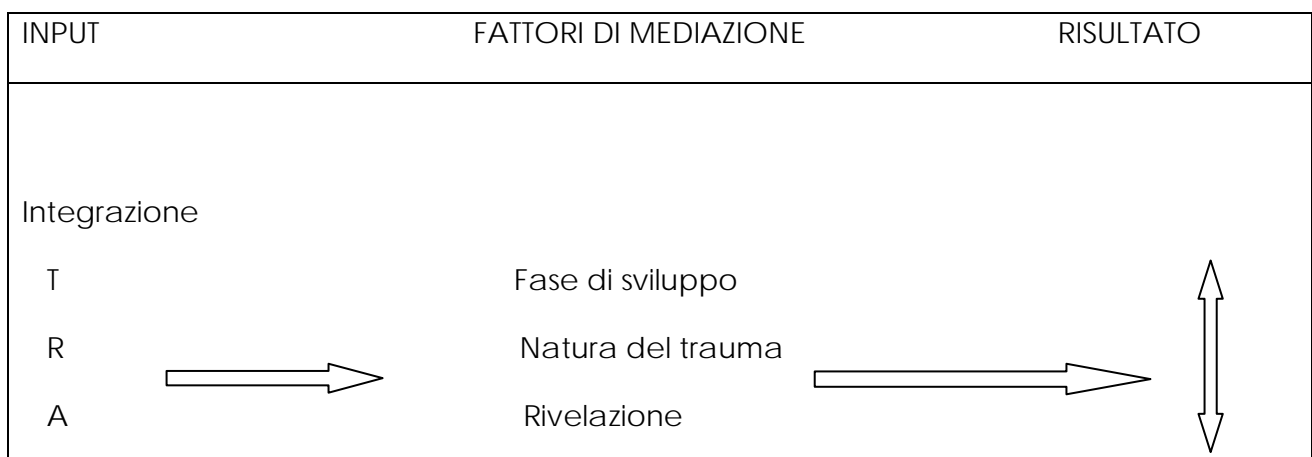 INPUT FATTORI DI MEDIAZIONE RISULTATO
Integrazione
T Fase di sviluppo
R Natura del trauma
A Rivelazione